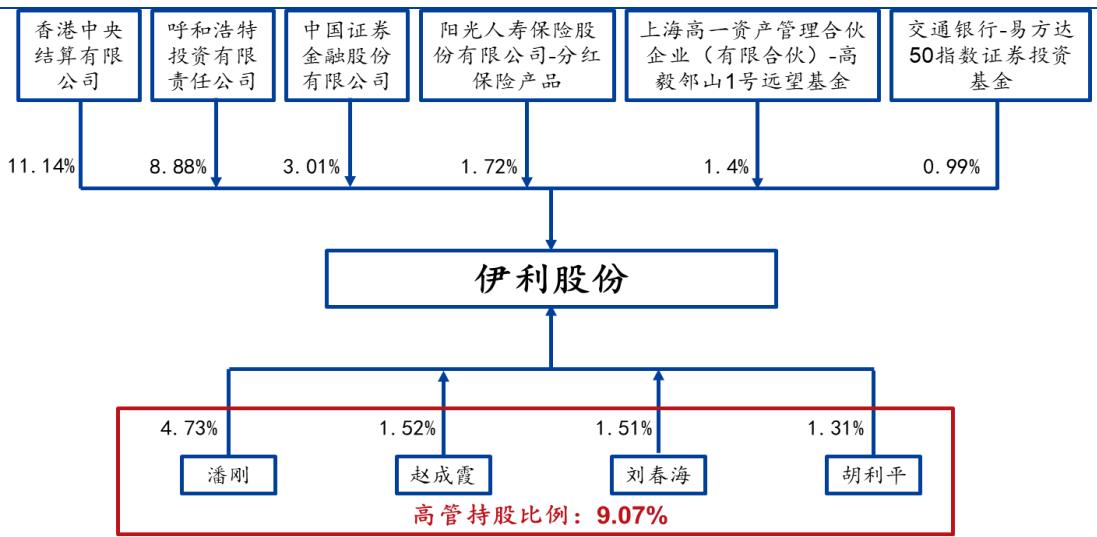 香港中央
结算有限
公司
呼和浩特
投资有限
责任公司
中国证券
金融股份
有限公司
阳光人寿保险股
份有限公司-分红
保险产品
上海高一资产管理合伙
企业（有限合伙）-高
毅邻山1号远望基金
交通银行-易方达
50指数证券投资
基金
11.14%
8.88%
3.01%
1.72%
1.4%
0.99%
伊利股份
4.73%
1.52%
1.51%
1.31%
潘刚
赵成霞
刘春海
胡利平
高管持股比例：9.07%